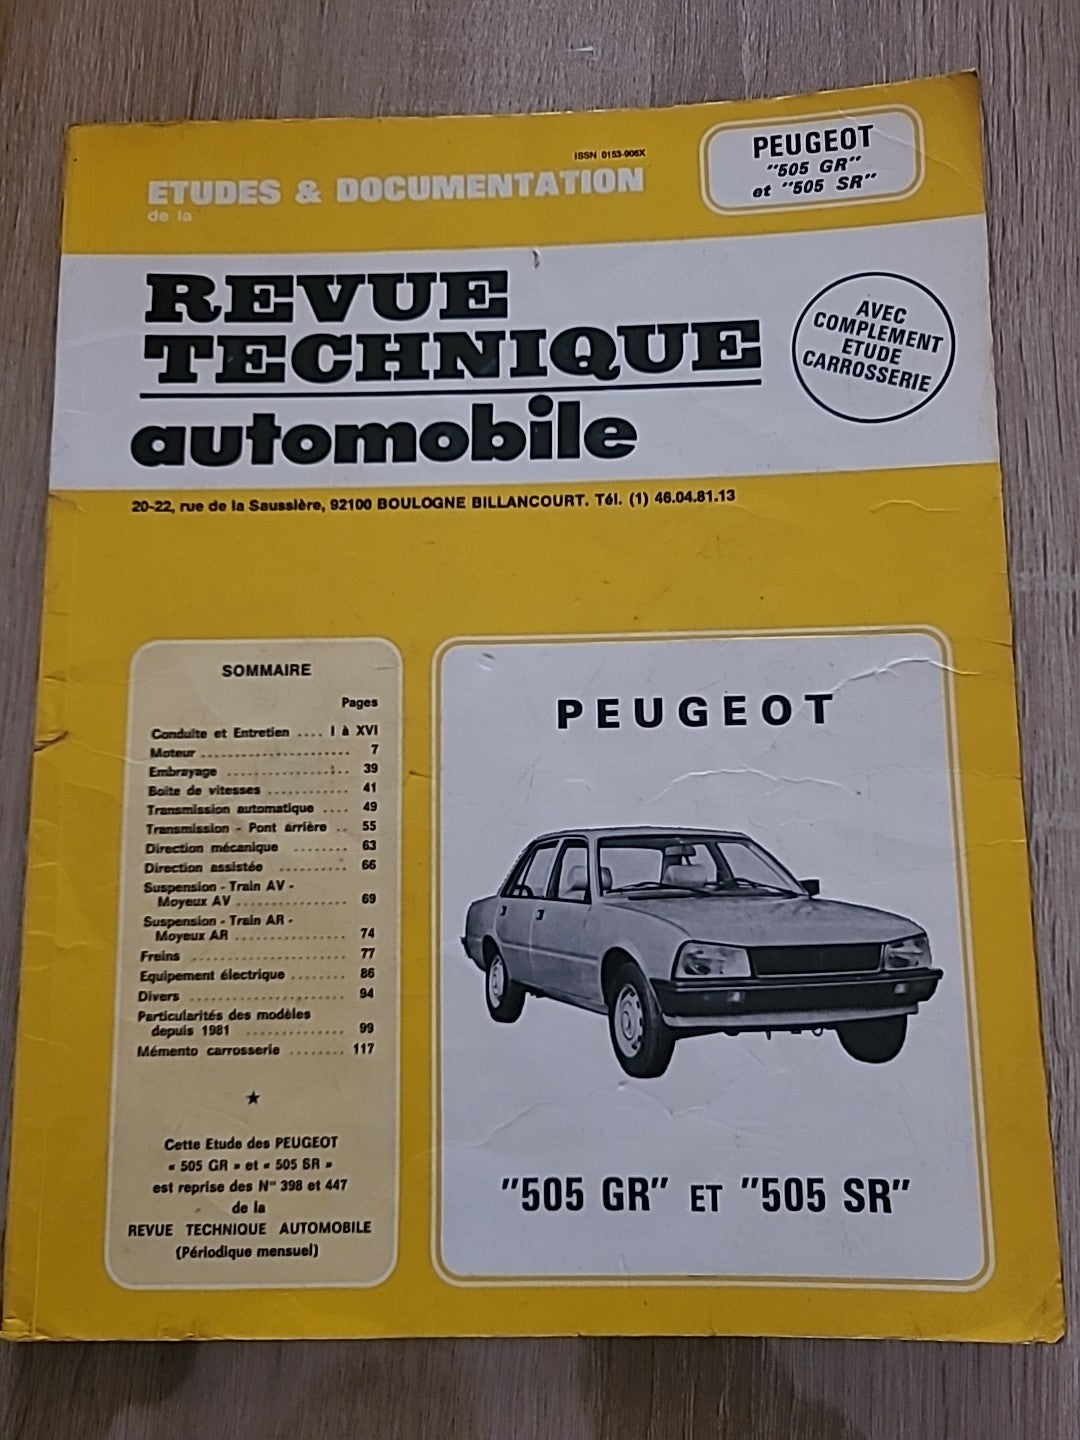 ISSN 0153-906X
ETUDES & DOCUMENTATION
de la
PEUGEOT
"505 GR"
et "505 SR"
REVUE
TECHNIQUE
automobile
AVEC
COMPLEMENT
ETUDE
CARROSSERIE
20-22, rue de la Saussière, 92100 BOULOGNE BILLANCOURT. Tél. (1) 46.04.81.13
SOMMAIRE
Pages
Conduite et Entretien .... I à XVI
Moteur ...................... 7
Embrayage .................. 39
Boîte de vitesses ............ 41
Transmission automatique .... 49
Transmission - Pont arrière .. 55
Direction mécanique ........ 63
Direction assistée .......... 66
Suspension - Train AV -
Moyeux AV ................ 69
Suspension - Train AR -
Moyeux AR ................ 74
Freins ...................... 77
Equipement électrique ........ 86
Divers ...................... 94
Particularités des modèles
depuis 1981 .............. 99
Mémento carrosserie ........ 117
★
Cette Etude des PEUGEOT
« 505 GR » et « 505 SR »
est reprise des Nos 398 et 447
de la
REVUE TECHNIQUE AUTOMOBILE
(Périodique mensuel)
PEUGEOT
"505 GR" ET "505 SR"